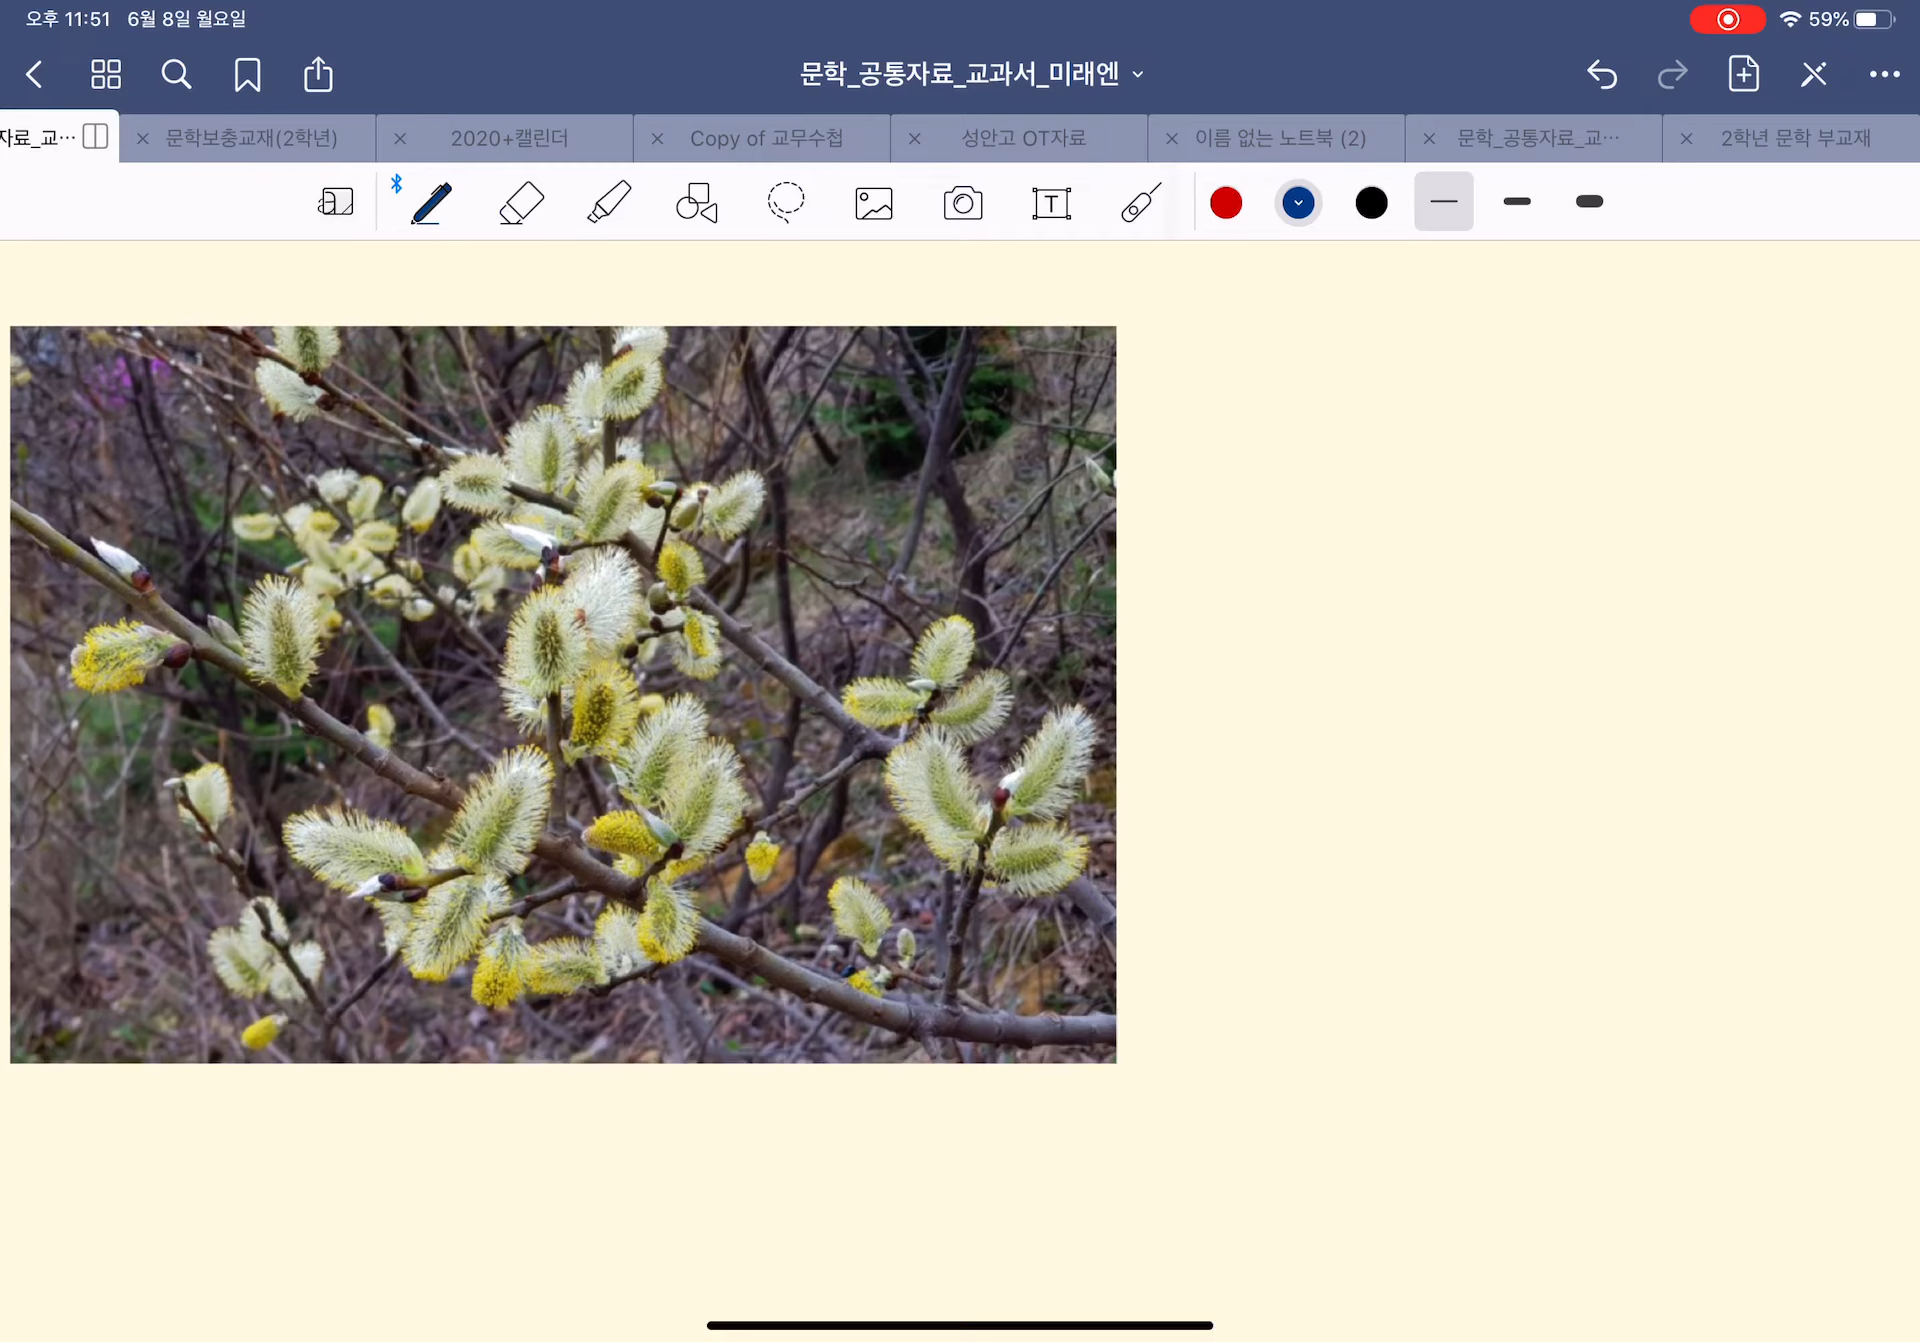 오후 11:51 6월 8일 월요일
59%
문학_공통자료_교과서_미래엔
자료_교…
문학보충교재(2학년)
2020+캘린더
Copy of 교무수첩
성안고 OT자료
이름 없는 노트북 (2)
문학_공통자료_교…
2학년 문학 부교재
a
T